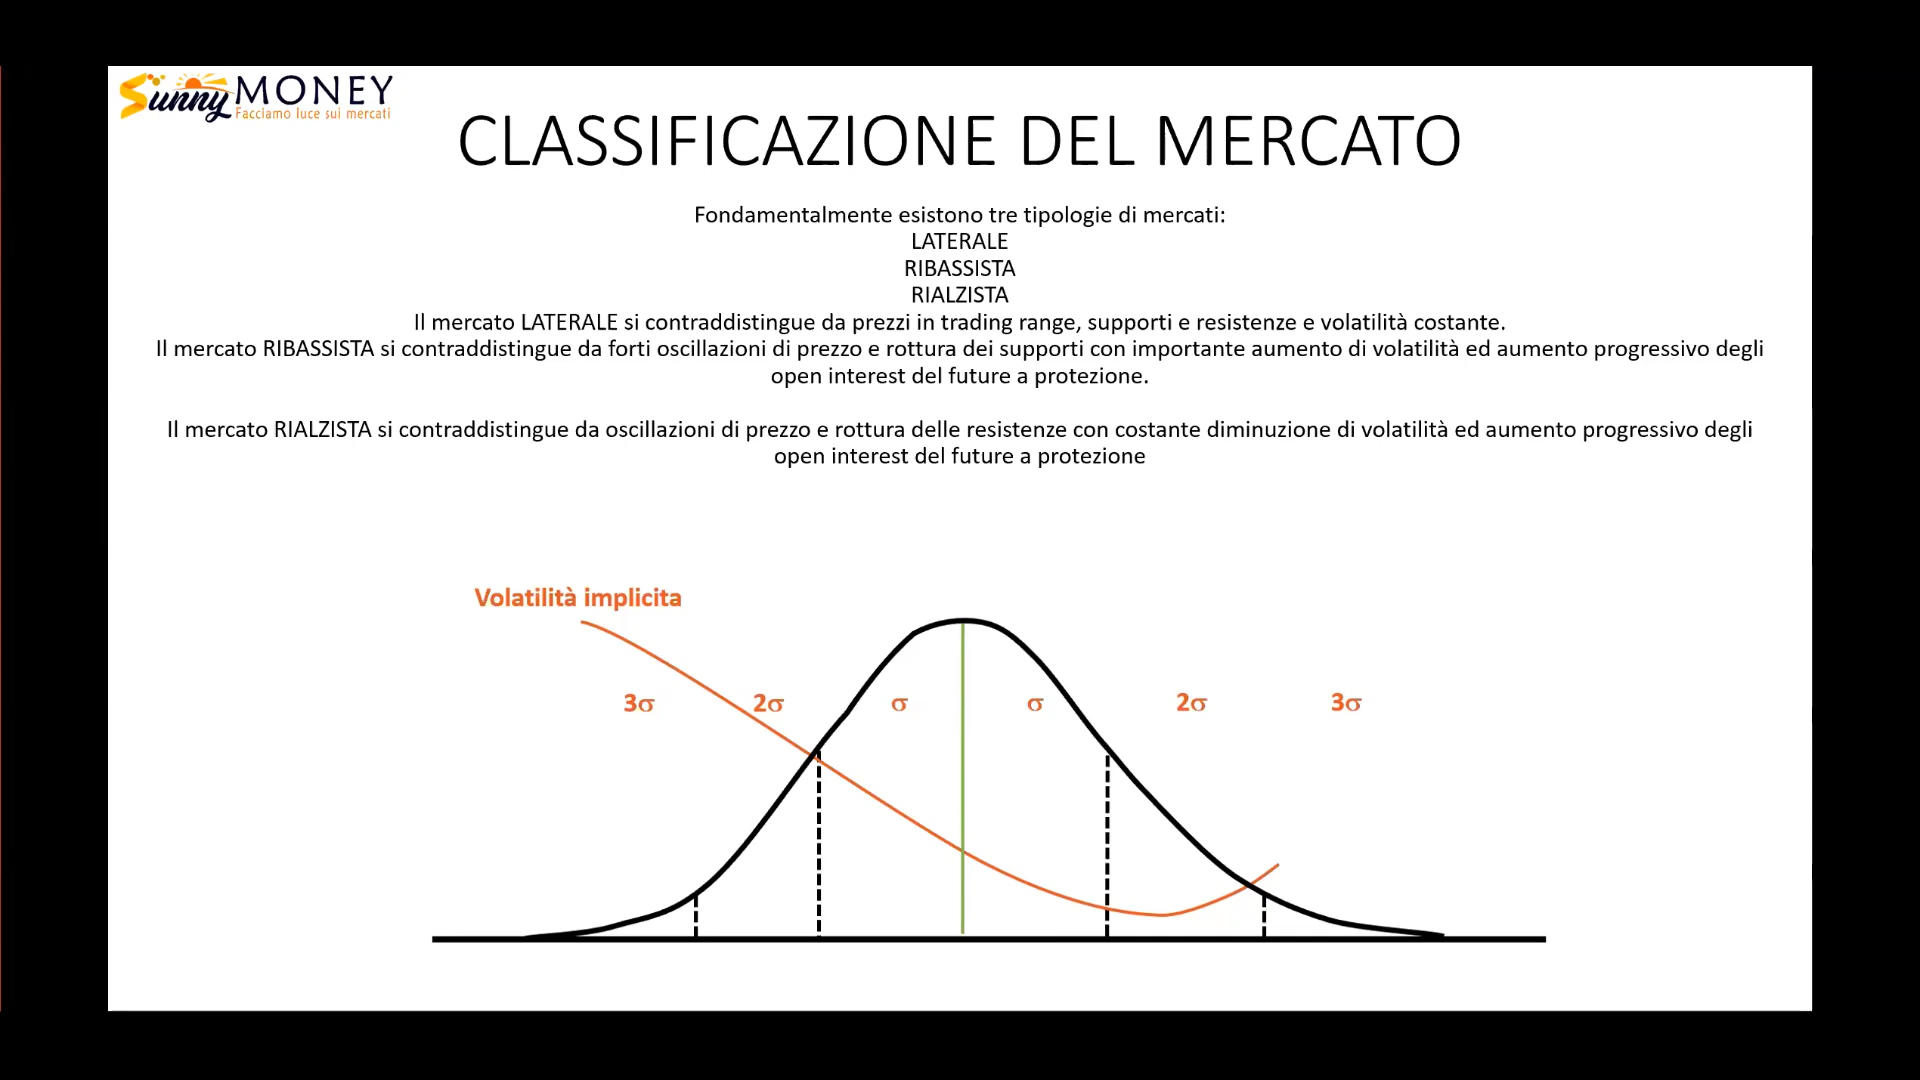 Sunny MONEY
Facciamo luce sui mercati
CLASSIFICAZIONE DEL MERCATO
Fondamentalmente esistono tre tipologie di mercati:
LATERALE
RIBASSISTA
RIALZISTA
Il mercato LATERALE si contraddistingue da prezzi in trading range, supporti e resistenze e volatilità costante.
Il mercato RIBASSISTA si contraddistingue da forti oscillazioni di prezzo e rottura dei supporti con importante aumento di volatilità ed aumento progressivo degli
open interest del future a protezione.
Il mercato RIALZISTA si contraddistingue da oscillazioni di prezzo e rottura delle resistenze con costante diminuzione di volatilità ed aumento progressivo degli
open interest del future a protezione
Volatilità implicita
3σ 2σ σ σ 2σ 3σ